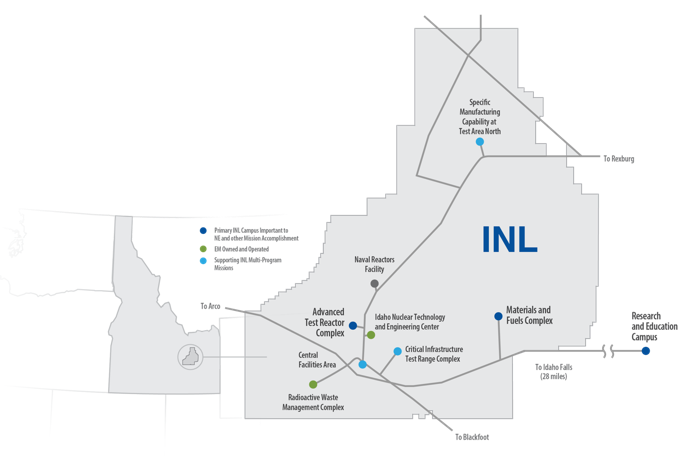 Specific
Manufacturing
Capability at
Test Area North
To Rexburg
Primary INL Campus Important to
NE and other Mission Accomplishment
EM Owned and Operated
Supporting INL Multi-Program
Missions
INL
Naval Reactors
Facility
To Arco
Advanced
Test Reactor
Complex
Idaho Nuclear Technology
and Engineering Center
Materials and
Fuels Complex
Research
and Education
Campus
Central
Facilities Area
Critical Infrastructure
Test Range Complex
To Idaho Falls
(28 miles)
Radioactive Waste
Management Complex
To Blackfoot